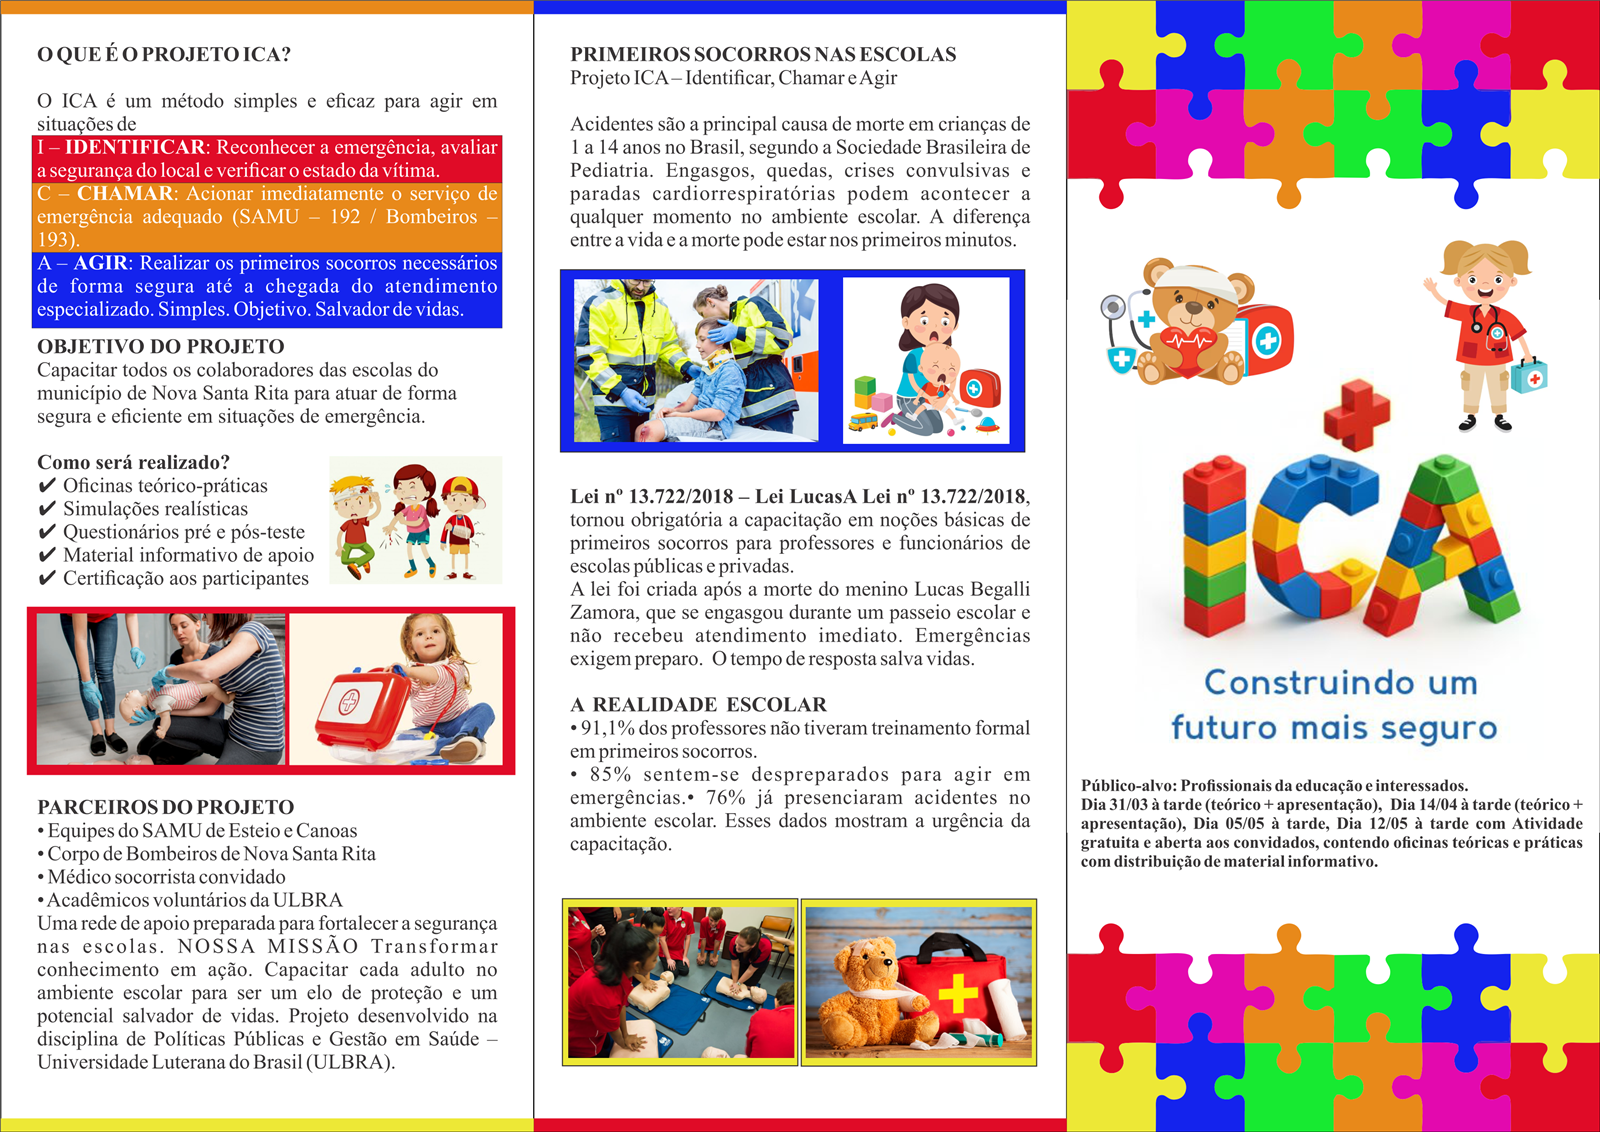 O QUE É O PROJETO ICA?
O ICA é um método simples e eficaz para agir em
situações de
I – IDENTIFICAR: Reconhecer a emergência, avaliar
a segurança do local e verificar o estado da vítima.
C – CHAMAR: Acionar imediatamente o serviço de
emergência adequado (SAMU – 192 / Bombeiros –
193).
A – AGIR: Realizar os primeiros socorros necessários
de forma segura até a chegada do atendimento
especializado. Simples. Objetivo. Salvador de vidas.
OBJETIVO DO PROJETO
Capacitar todos os colaboradores das escolas do
município de Nova Santa Rita para atuar de forma
segura e eficiente em situações de emergência.
Como será realizado?
✔ Oficinas teórico-práticas
✔ Simulações realísticas
✔ Questionários pré e pós-teste
✔ Material informativo de apoio
✔ Certificação aos participantes
PARCEIROS DO PROJETO
• Equipes do SAMU de Esteio e Canoas
• Corpo de Bombeiros de Nova Santa Rita
• Médico socorrista convidado
• Acadêmicos voluntários da ULBRA
Uma rede de apoio preparada para fortalecer a segurança
nas escolas. NOSSA MISSÃO Transformar
conhecimento em ação. Capacitar cada adulto no
ambiente escolar para ser um elo de proteção e um
potencial salvador de vidas. Projeto desenvolvido na
disciplina de Políticas Públicas e Gestão em Saúde –
Universidade Luterana do Brasil (ULBRA).
PRIMEIROS SOCORROS NAS ESCOLAS
Projeto ICA – Identificar, Chamar e Agir
Acidentes são a principal causa de morte em crianças de
1 a 14 anos no Brasil, segundo a Sociedade Brasileira de
Pediatria. Engasgos, quedas, crises convulsivas e
paradas cardiorrespiratórias podem acontecer a
qualquer momento no ambiente escolar. A diferença
entre a vida e a morte pode estar nos primeiros minutos.
Lei nº 13.722/2018 – Lei LucasA Lei nº 13.722/2018,
tornou obrigatória a capacitação em noções básicas de
primeiros socorros para professores e funcionários de
escolas públicas e privadas.
A lei foi criada após a morte do menino Lucas Begalli
Zamora, que se engasgou durante um passeio escolar e
não recebeu atendimento imediato. Emergências
exigem preparo. O tempo de resposta salva vidas.
A REALIDADE ESCOLAR
• 91,1% dos professores não tiveram treinamento formal
em primeiros socorros.
• 85% sentem-se despreparados para agir em
emergências.• 76% já presenciaram acidentes no
ambiente escolar. Esses dados mostram a urgência da
capacitação.
ICA
Construindo um
futuro mais seguro
Público-alvo: Profissionais da educação e interessados.
Dia 31/03 à tarde (teórico + apresentação), Dia 14/04 à tarde (teórico +
apresentação), Dia 05/05 à tarde, Dia 12/05 à tarde com Atividade
gratuita e aberta aos convidados, contendo oficinas teóricas e práticas
com distribuição de material informativo.